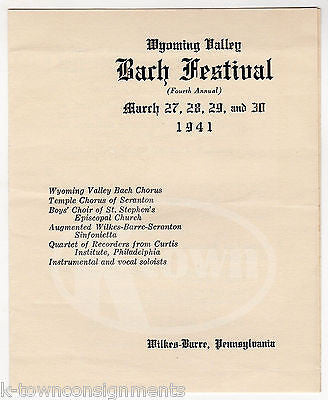 Wyoming Valley
Bach Festival
(Fourth Annual)
March 27, 28, 29, and 30
1941
Wyoming Valley Bach Chorus
Temple Chorus of Scranton
Boys' Choir of St. Stephen's
Episcopal Church
Augmented Wilkes-Barre-Scranton
Sinfonietta
Quartet of Recorders from Curtis
Institute, Philadelphia
Instrumental and vocal soloists
Wilkes-Barre, Pennsylvania
k-townconsignments